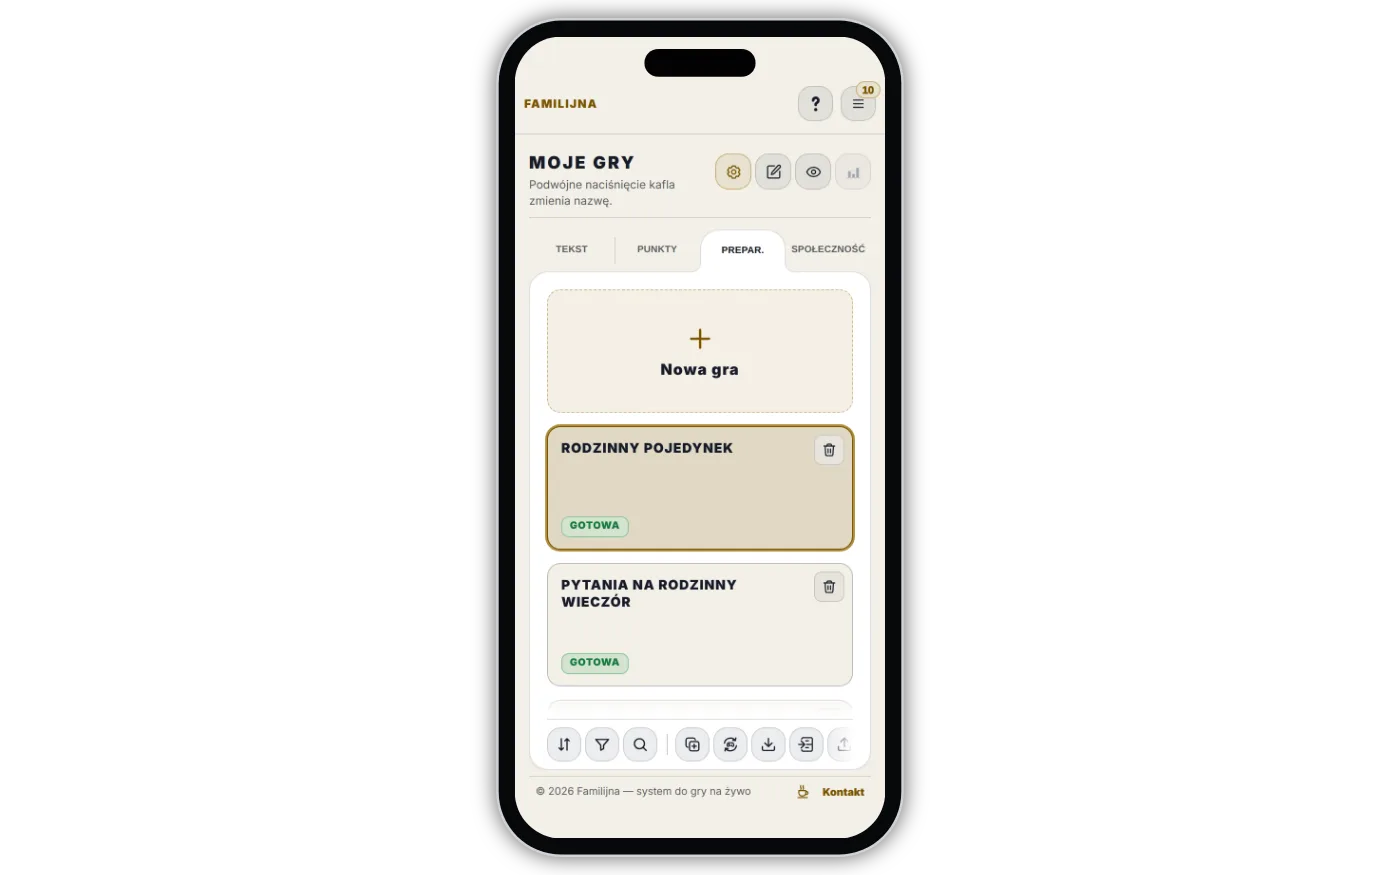 FAMILIJNA
?
10
MOJE GRY
Podwójne naciśnięcie kafla
zmienia nazwę.
TEKST
PUNKTY
PREPAR.
SPOŁECZNOŚĆ
Nowa gra
RODZINNY POJEDYNEK
GOTOWA
PYTANIA NA RODZINNY
WIECZÓR
GOTOWA
© 2026 Familijna — system do gry na żywo
Kontakt